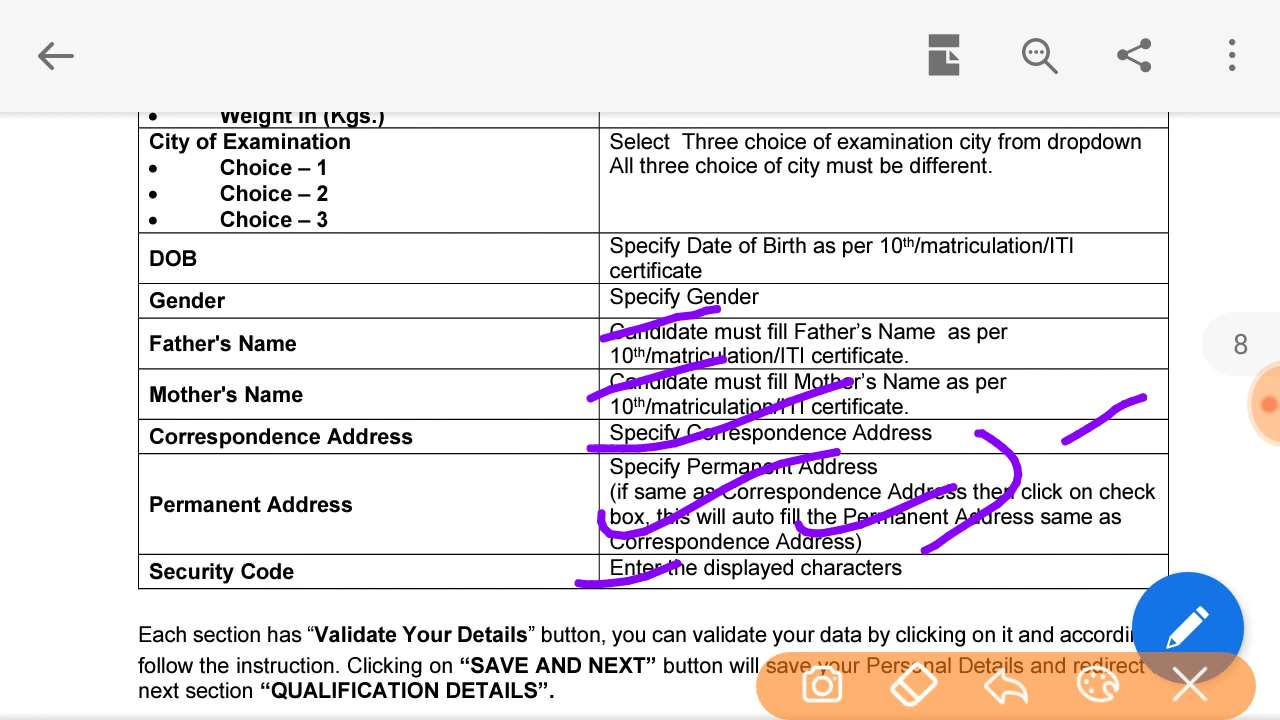 • Weight in (Kgs.)
City of Examination
• Choice – 1
• Choice – 2
• Choice – 3
Select Three choice of examination city from dropdown
All three choice of city must be different.
DOB
Specify Date of Birth as per 10th/matriculation/ITI
certificate
Gender
Specify Gender
Father's Name
Candidate must fill Father's Name as per
10th/matriculation/ITI certificate.
Mother's Name
Candidate must fill Mother's Name as per
10th/matriculation/ITI certificate.
Correspondence Address
Specify Correspondence Address
Permanent Address
Specify Permanent Address
(if same as Correspondence Address then click on check
box, this will auto fill the Permanent Address same as
Correspondence Address)
Security Code
Enter the displayed characters
8
Each section has “Validate Your Details” button, you can validate your data by clicking on it and
follow the instruction. Clicking on “SAVE AND NEXT” button will save your Personal Details and redirect
next section “QUALIFICATION DETAILS”.